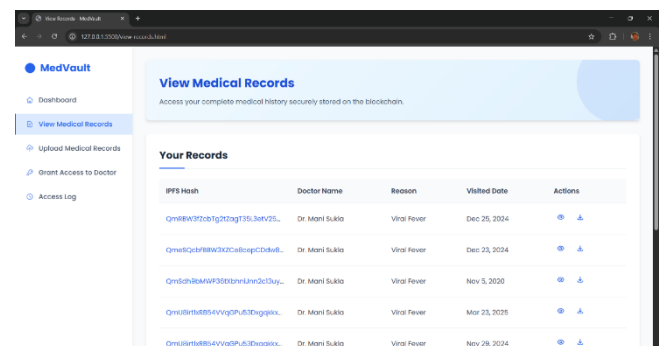 View Records - MedVault
127.0.0.1:5500/view-records.html
MedVault
Dashboard
View Medical Records
Upload Medical Records
Grant Access to Doctor
Access Log
View Medical Records
Access your complete medical history securely stored on the blockchain.
Your Records
IPFS Hash Doctor Name Reason Visited Date Actions
Dr. Mani Sukla Viral Fever Dec 25, 2024
Dr. Mani Sukla Viral Fever Dec 23, 2024
Dr. Mani Sukla Viral Fever Nov 5, 2020
Dr. Mani Sukla Viral Fever Mar 23, 2025
Dr. Mani Sukla Viral Fever Nov 29, 2024